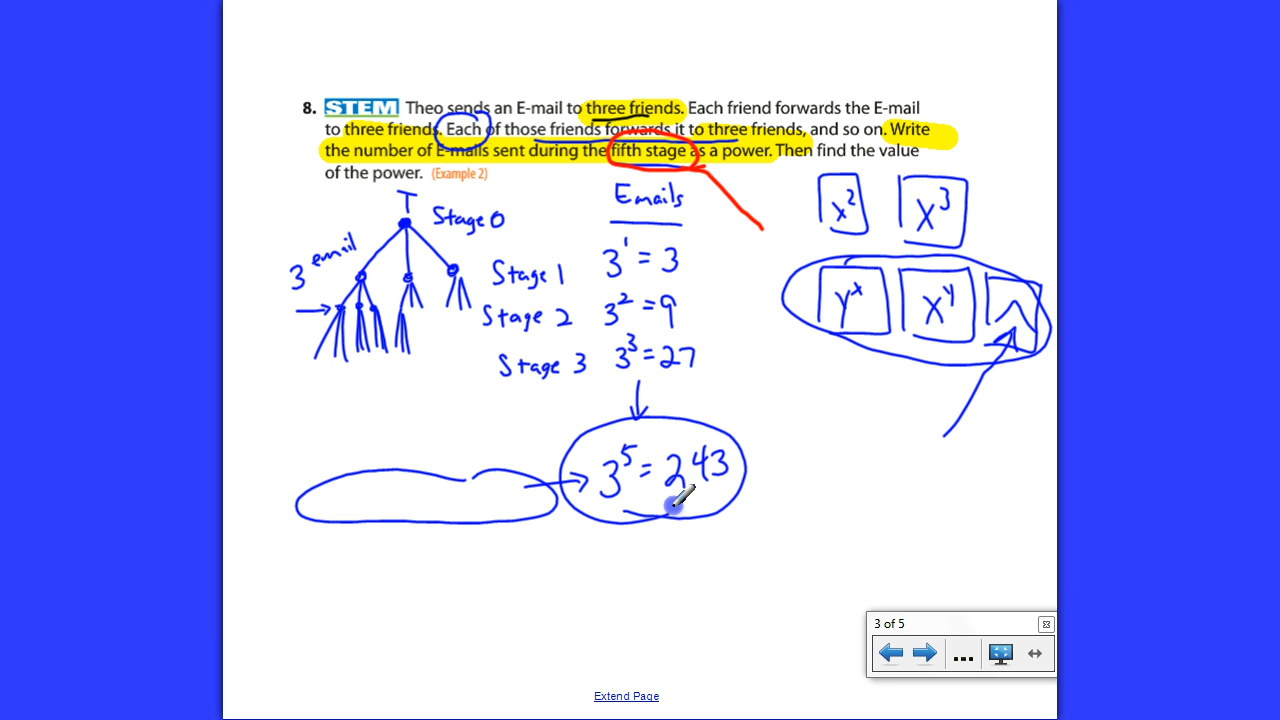 8. STEM Theo sends an E-mail to three friends. Each friend forwards the E-mail
to three friends. Each of those friends forwards it to three friends, and so on. Write
the number of E-mails sent during the fifth stage as a power. Then find the value
of the power. (Example 2)
T
Stage 0
3 email
Emails
Stage 1 3¹ = 3
Stage 2 3² = 9
Stage 3 3³ = 27
3⁵ = 243
x² x³
yˣ xʸ ^
3 of 5
...
Extend Page